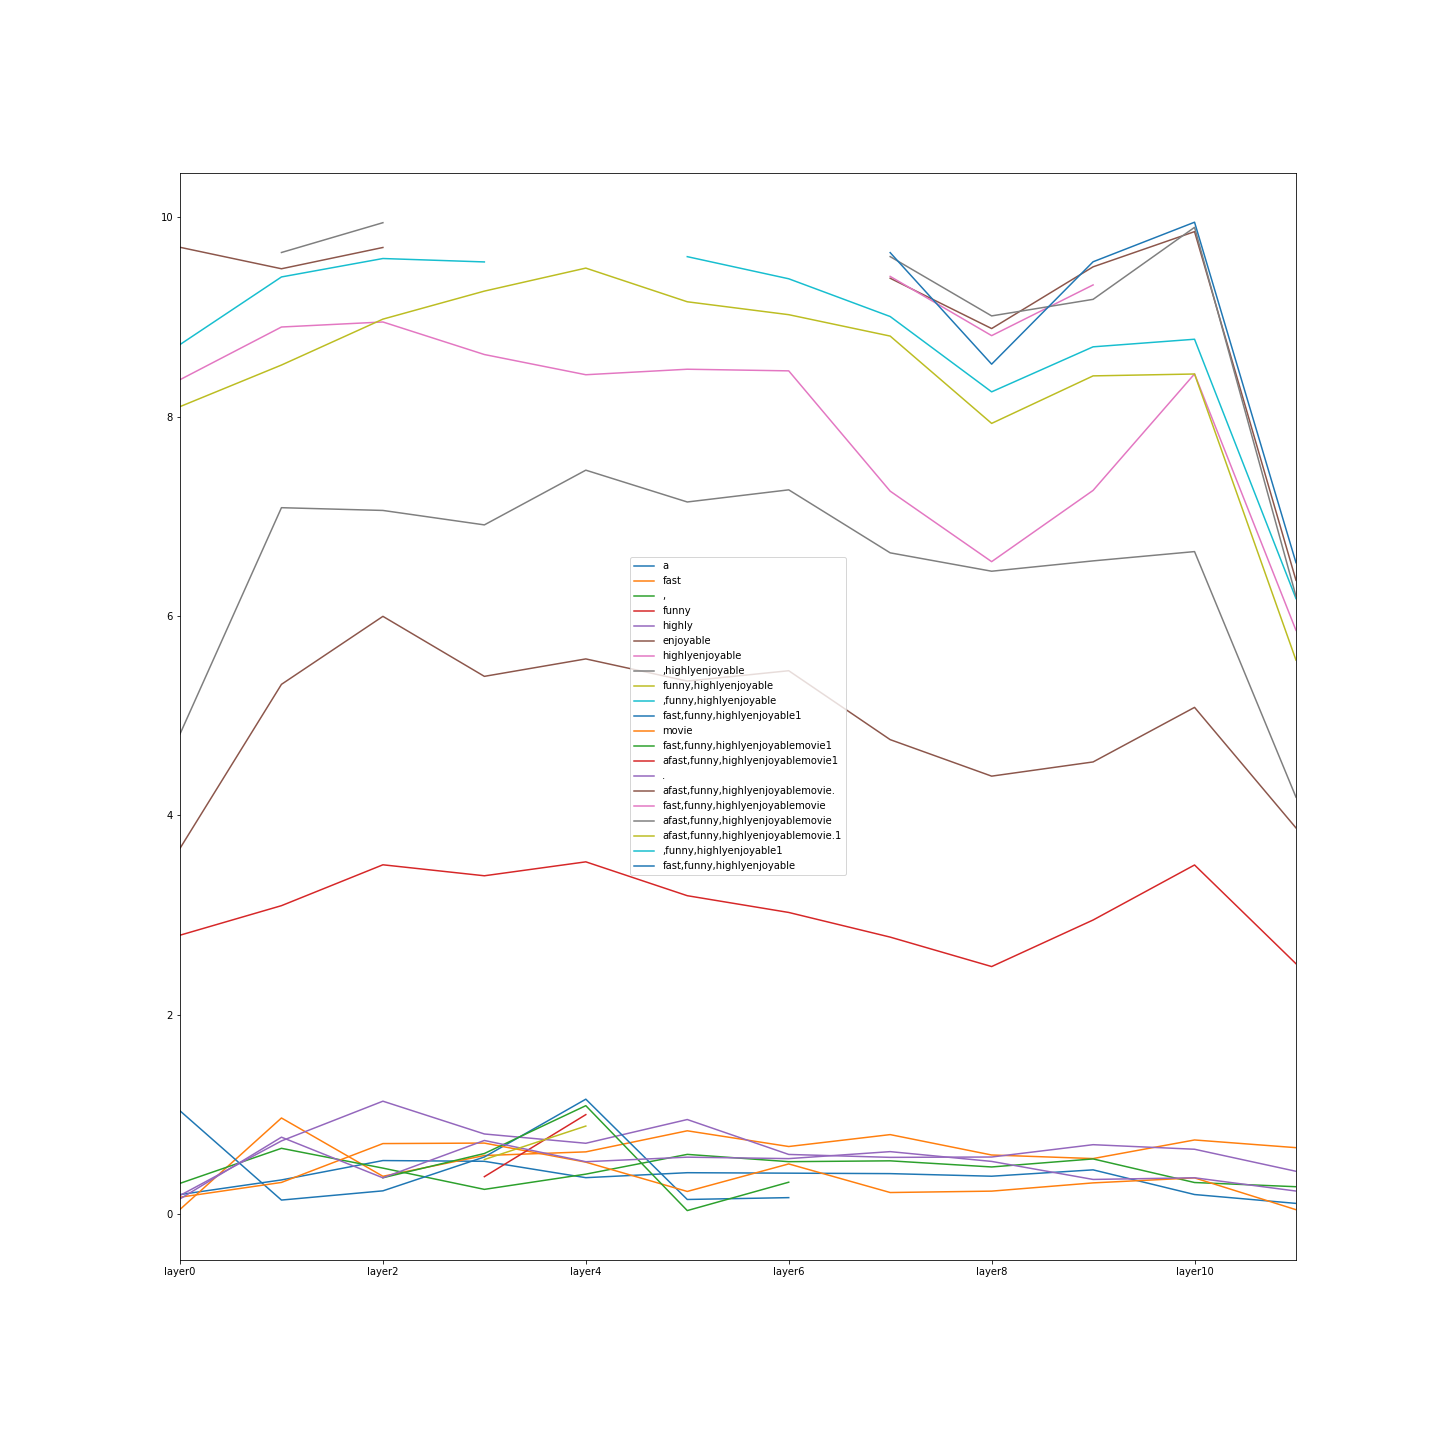 10
8
6
4
2
0
a
fast
,
funny
highly
enjoyable
highlyenjoyable
,highlyenjoyable
funny,highlyenjoyable
,funny,highlyenjoyable
fast,funny,highlyenjoyable1
movie
fast,funny,highlyenjoyablemovie1
afast,funny,highlyenjoyablemovie1
.
afast,funny,highlyenjoyablemovie.
fast,funny,highlyenjoyablemovie
afast,funny,highlyenjoyablemovie
afast,funny,highlyenjoyablemovie.1
,funny,highlyenjoyable1
fast,funny,highlyenjoyable
layer0 layer2 layer4 layer6 layer8 layer10